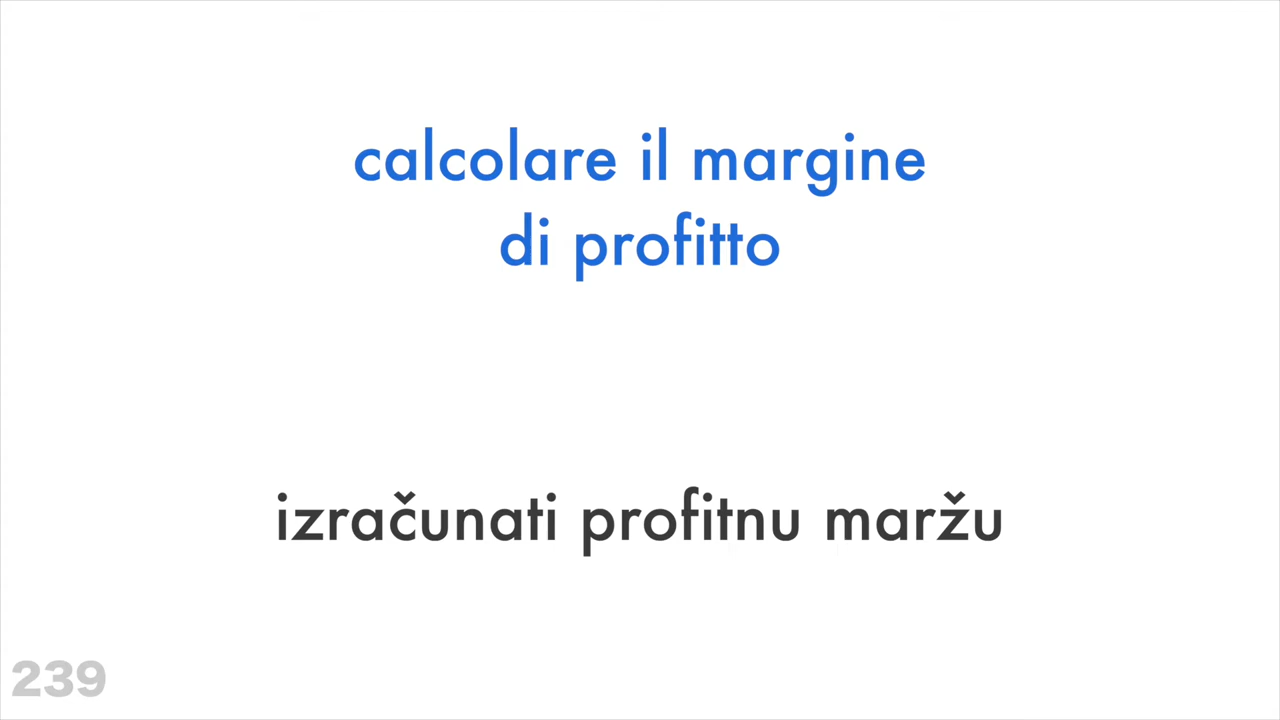 calcolare il margine
di profitto
izračunati profitnu maržu
239